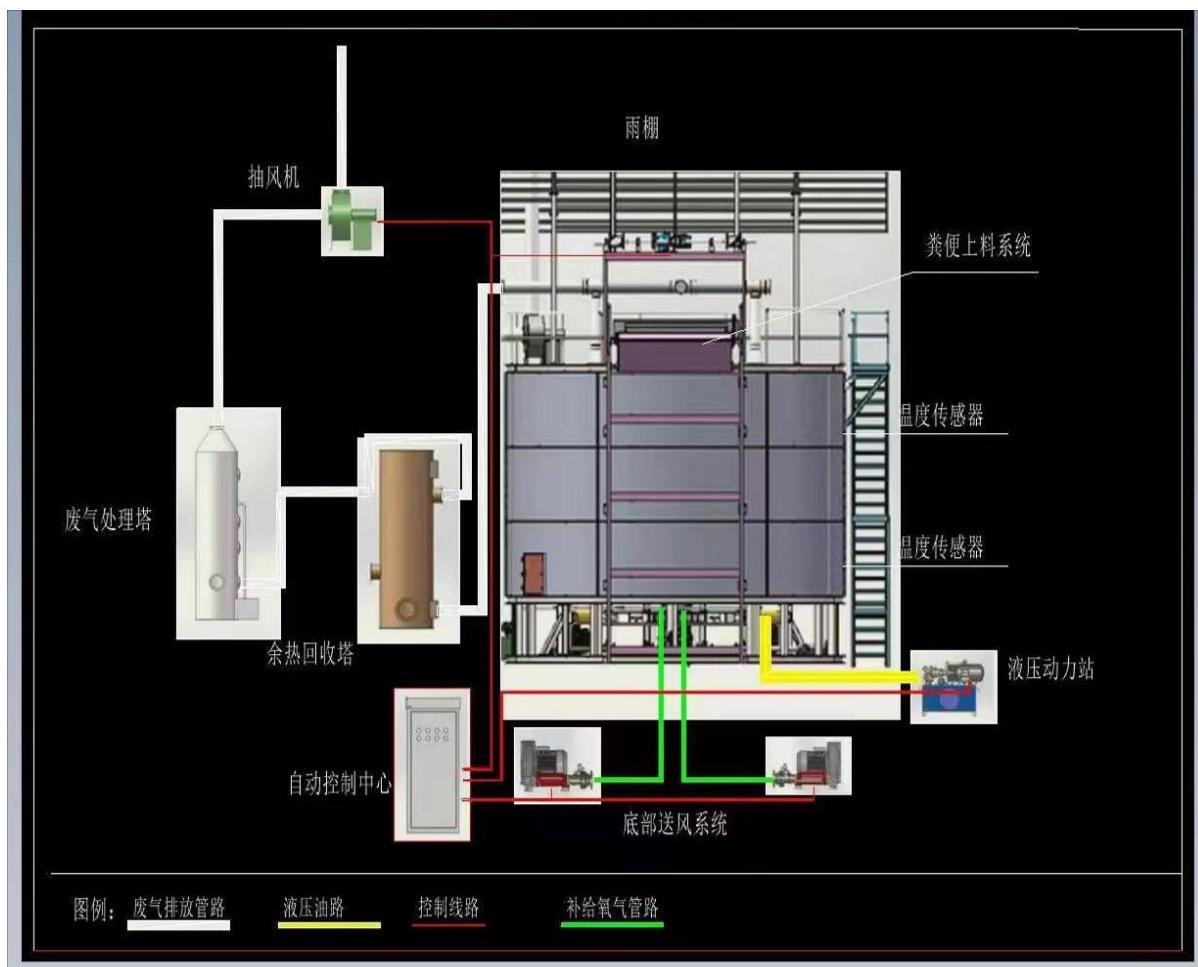 雨棚
抽风机
粪便上料系统
温度传感器
废气处理塔
温度传感器
余热回收塔
液压动力站
自动控制中心
底部送风系统
图例: 废气排放管路 液压油路 控制线路 补给氧气管路